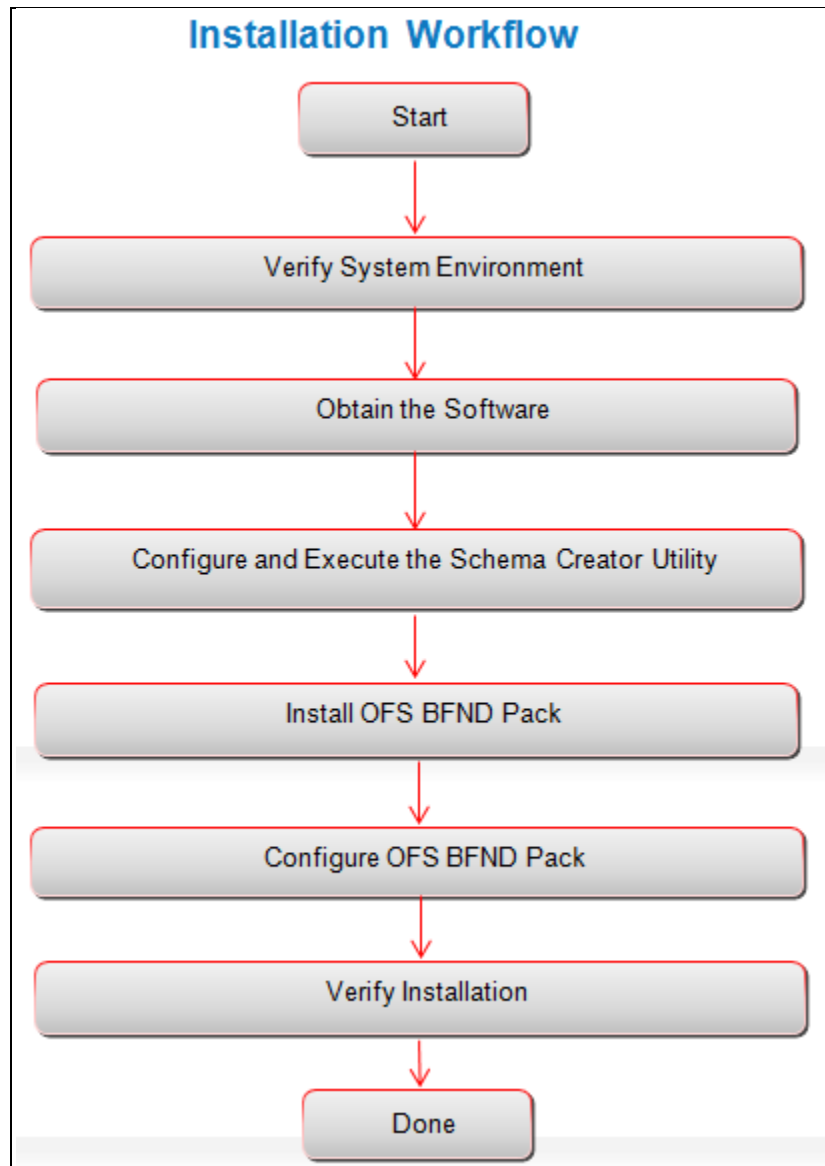 Installation Workflow
Start
Verify System Environment
Obtain the Software
Configure and Execute the Schema Creator Utility
Install OFS BFND Pack
Configure OFS BFND Pack
Verify Installation
Done